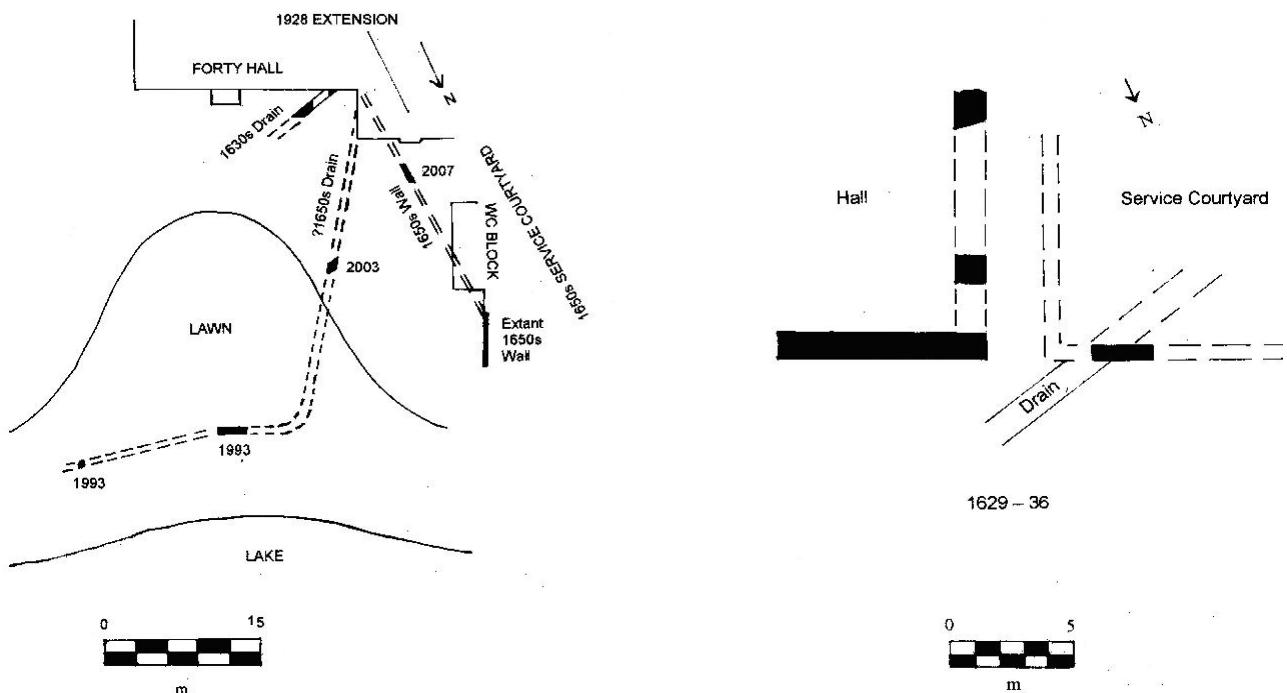 1928 EXTENSION
FORTY HALL
N
1630s Drain
?1650s Drain
2007
1650s Wall
1650s SERVICE COURTYARD
WC BLOCK
2003
LAWN
Extant
1650s
Wall
1993
1993
LAKE
0 15
m
N
Hall
Service Courtyard
Drain
1629 – 36
0 5
m